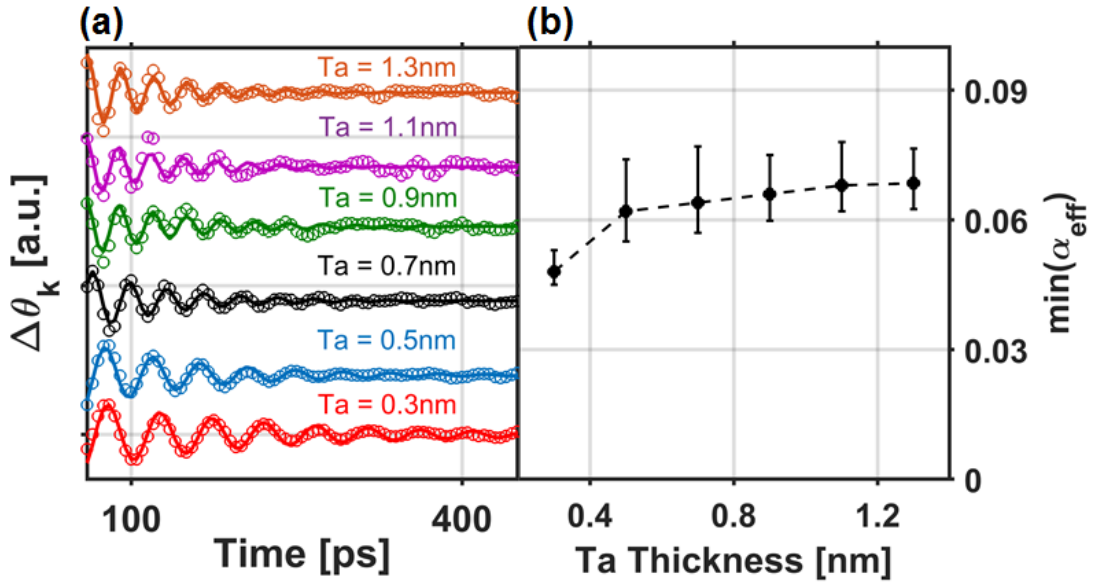 (a)
Ta = 1.3nm
Ta = 1.1nm
Ta = 0.9nm
Ta = 0.7nm
Ta = 0.5nm
Ta = 0.3nm
Δθk [a.u.]
100
400
Time [ps]
(b)
0.09
0.06
0.03
0
min(αeff)
0.4
0.8
1.2
Ta Thickness [nm]